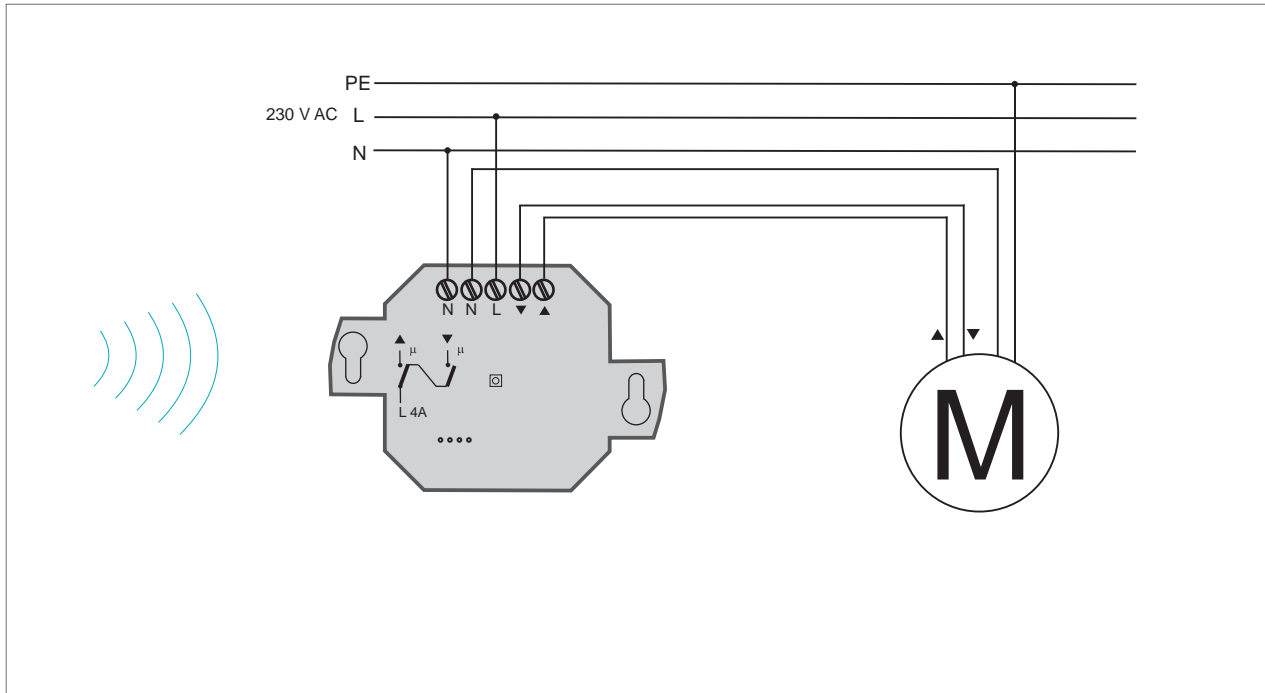 PE
230 V AC L
N
N N L ▼ ▲
▲ ▼
μ μ
L 4A
▲ ▼
M